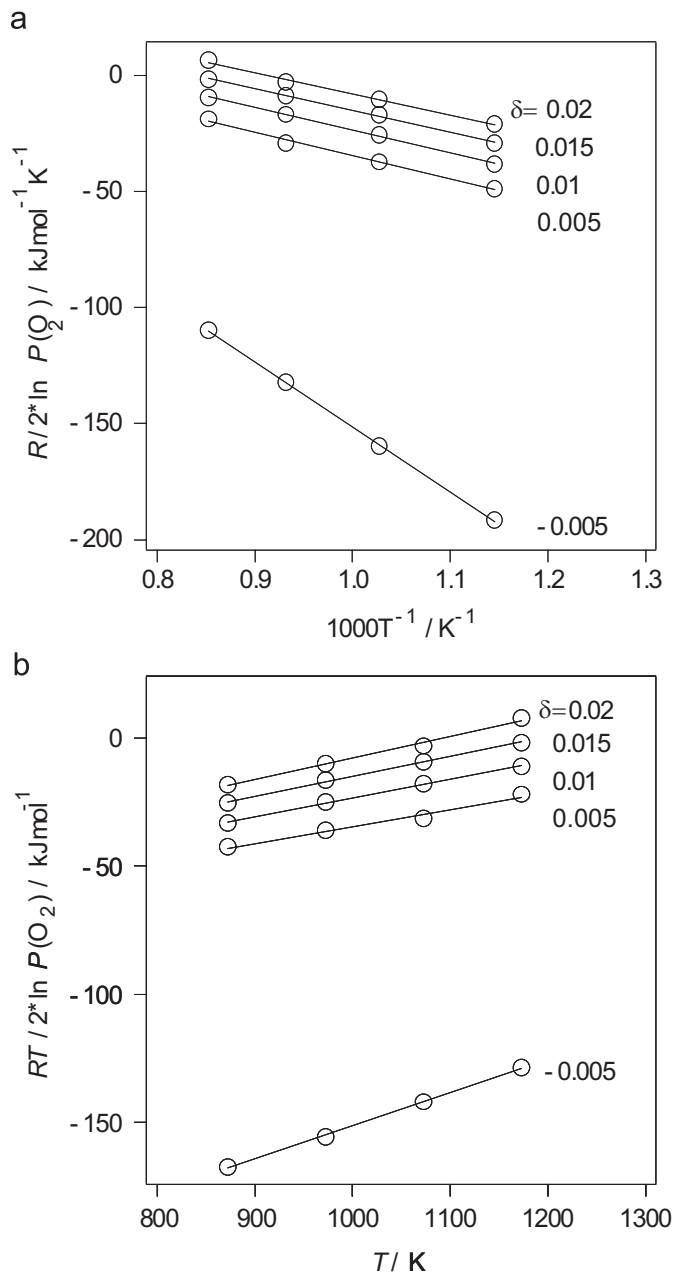 a
0
-50
-100
-150
-200
R/2*ln P(O2) / kJmol-1K-1
δ= 0.02
0.015
0.01
0.005
-0.005
0.8 0.9 1.0 1.1 1.2 1.3
1000T-1 / K-1
b
0
-50
-100
-150
RT/2*ln P(O2) / kJmol-1
δ=0.02
0.015
0.01
0.005
-0.005
800 900 1000 1100 1200 1300
T/ K